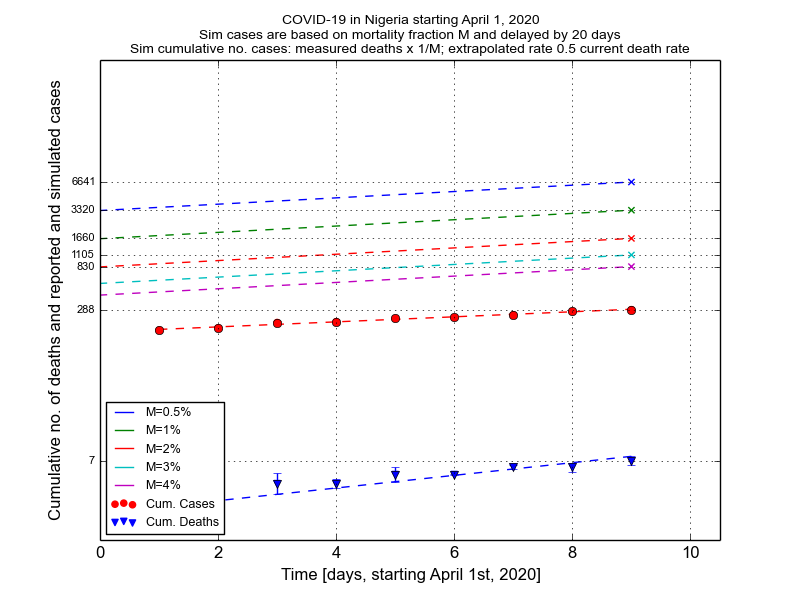 COVID-19 in Nigeria starting April 1, 2020
Sim cases are based on mortality fraction M and delayed by 20 days
Sim cumulative no. cases: measured deaths x 1/M; extrapolated rate 0.5 current death rate
Cumulative no. of deaths and reported and simulated cases
6641
3320
1660
1105
830
288
7
M=0.5%
M=1%
M=2%
M=3%
M=4%
Cum. Cases
Cum. Deaths
0 2 4 6 8 10
Time [days, starting April 1st, 2020]